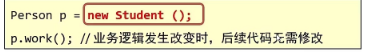 Person p = new Student ();
p.work(); //业务逻辑发生改变时，后续代码无需修改